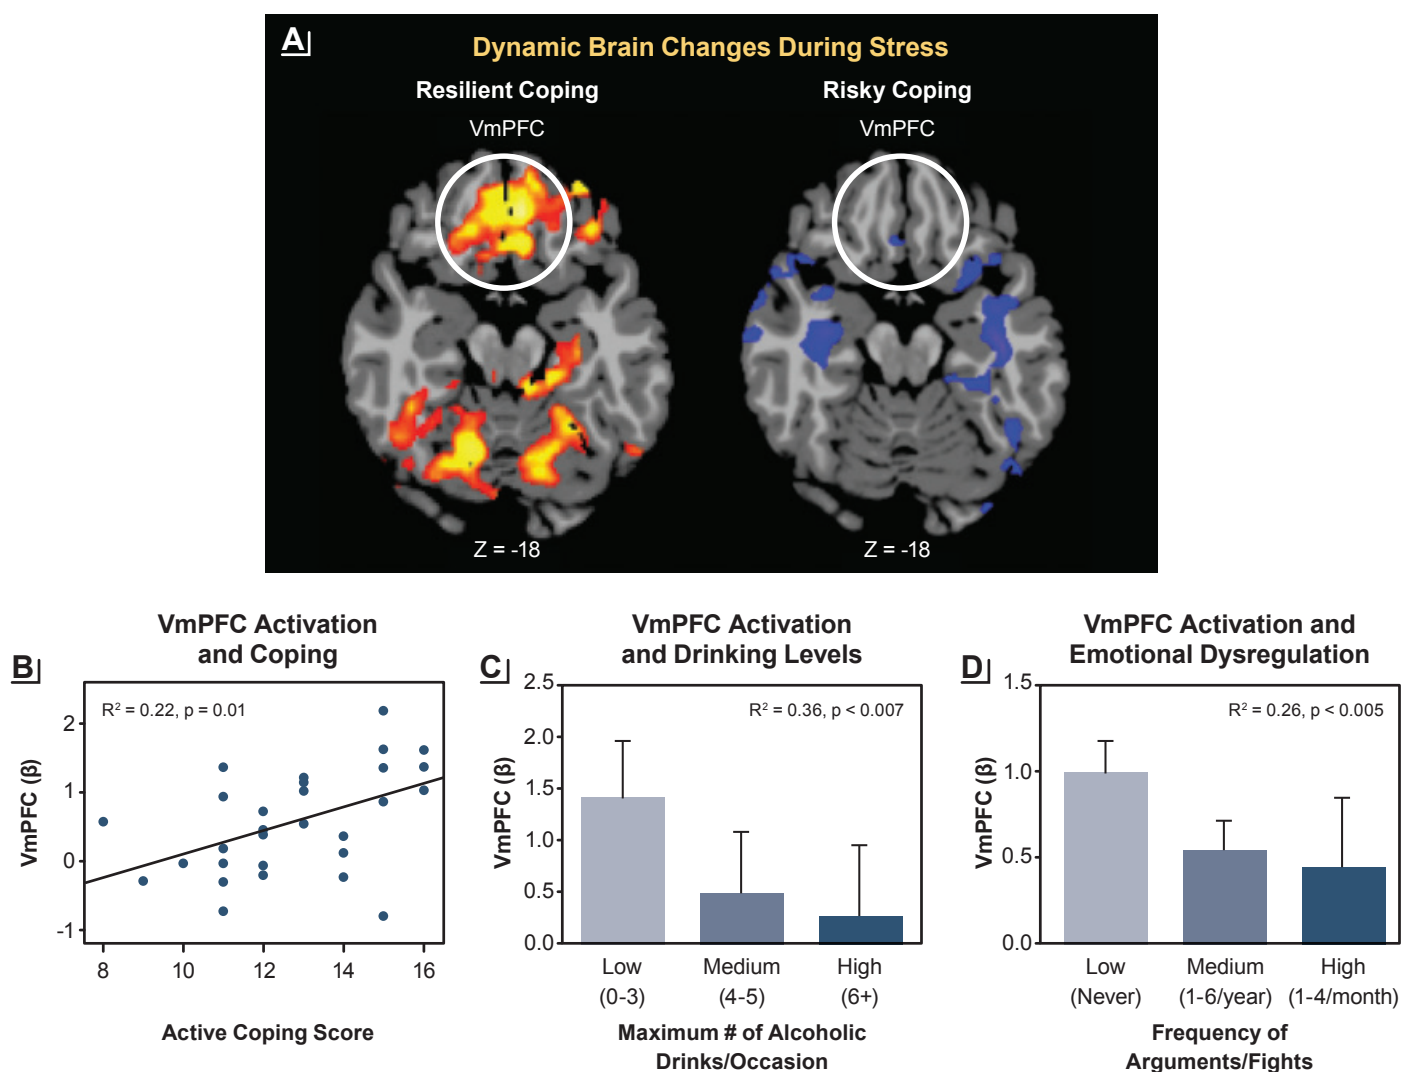 A
Dynamic Brain Changes During Stress
Resilient Coping
Risky Coping
VmPFC
VmPFC
Z = -18
Z = -18
B
VmPFC Activation
and Coping
R² = 0.22, p = 0.01
VmPFC (β)
2
1
0
-1
8
10
12
14
16
Active Coping Score
C
VmPFC Activation
and Drinking Levels
R² = 0.36, p < 0.007
VmPFC (β)
2.5
2.0
1.5
1.0
0.5
0.0
Low
(0-3)
Medium
(4-5)
High
(6+)
Maximum # of Alcoholic
Drinks/Occasion
D
VmPFC Activation and
Emotional Dysregulation
R² = 0.26, p < 0.005
VmPFC (β)
1.5
1.0
0.5
0.0
Low
(Never)
Medium
(1-6/year)
High
(1-4/month)
Frequency of
Arguments/Fights